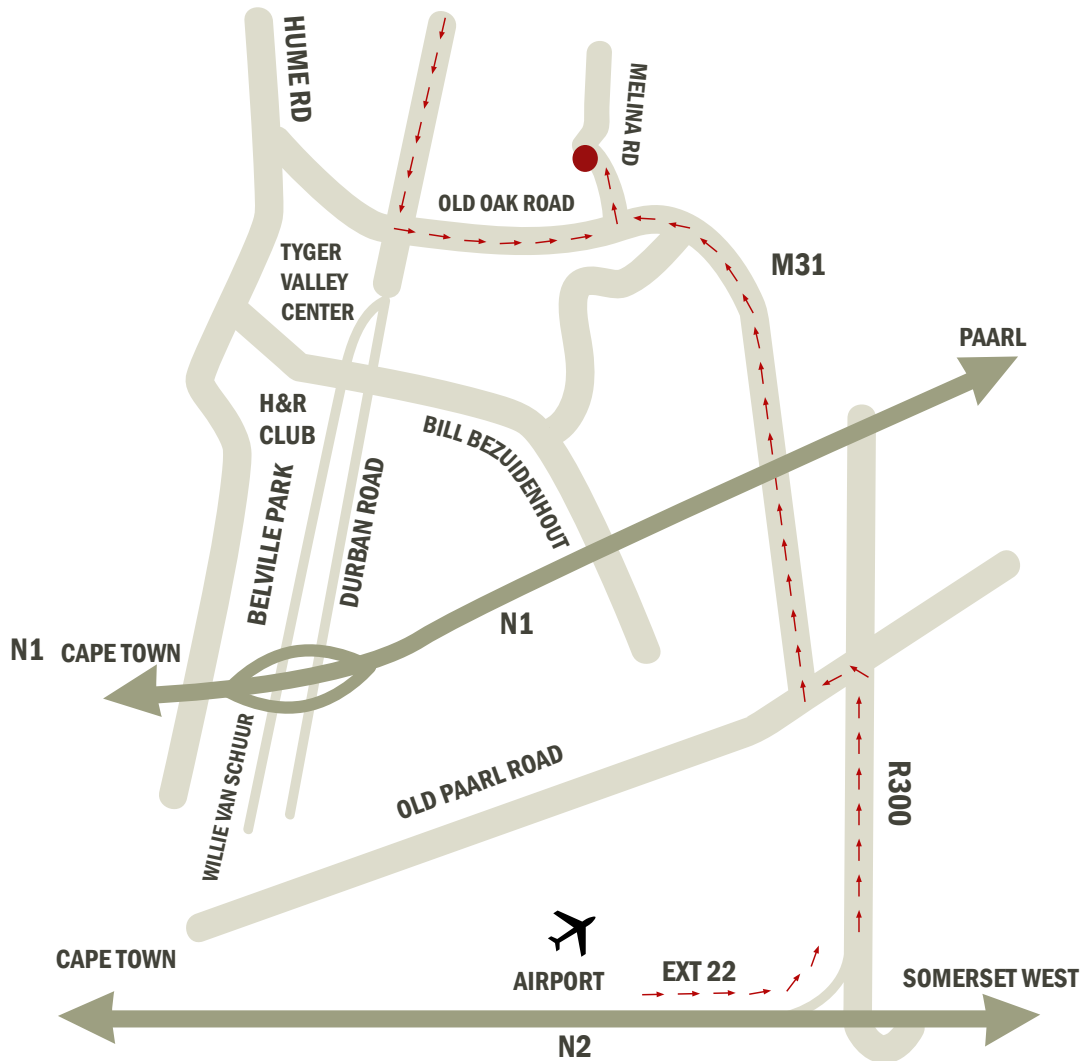 HUME RD
MELINA RD
OLD OAK ROAD
TYGER
VALLEY
CENTER
M31
PAARL
H&R
CLUB
BILL BEZUIDENHOUT
BELVILLE PARK
DURBAN ROAD
N1
N1
CAPE TOWN
WILLIE VAN SCHUUR
OLD PAARL ROAD
R300
CAPE TOWN
AIRPORT
EXT 22
SOMERSET WEST
N2